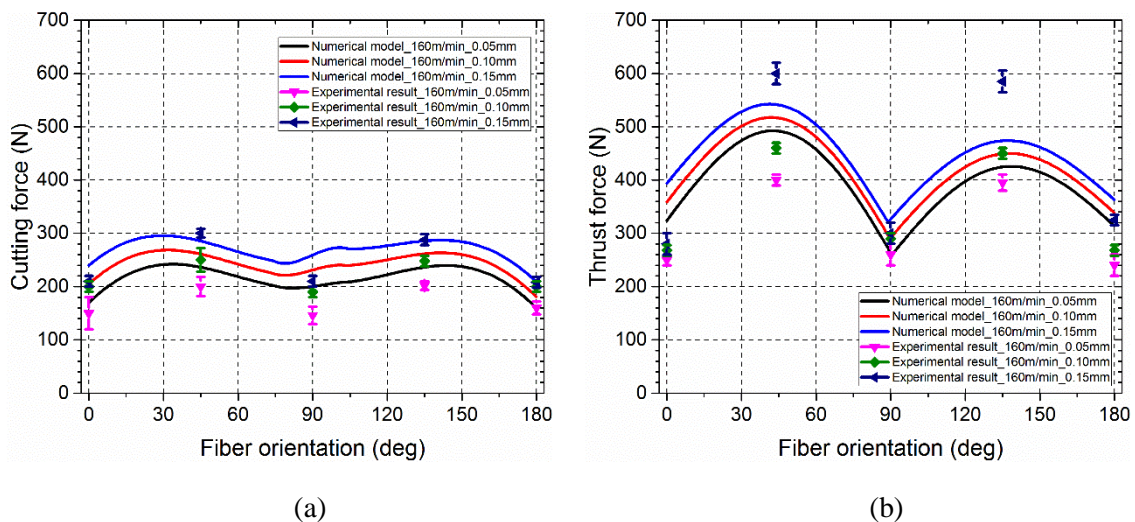 700
600
500
400
300
200
100
0
Cutting force (N)
Numerical model_160m/min_0.05mm
Numerical model_160m/min_0.10mm
Numerical model_160m/min_0.15mm
Experimental result_160m/min_0.05mm
Experimental result_160m/min_0.10mm
Experimental result_160m/min_0.15mm
0 30 60 90 120 150 180
Fiber orientation (deg)
(a)
700
600
500
400
300
200
100
0
Thrust force (N)
Numerical model_160m/min_0.05mm
Numerical model_160m/min_0.10mm
Numerical model_160m/min_0.15mm
Experimental result_160m/min_0.05mm
Experimental result_160m/min_0.10mm
Experimental result_160m/min_0.15mm
0 30 60 90 120 150 180
Fiber orientation (deg)
(b)